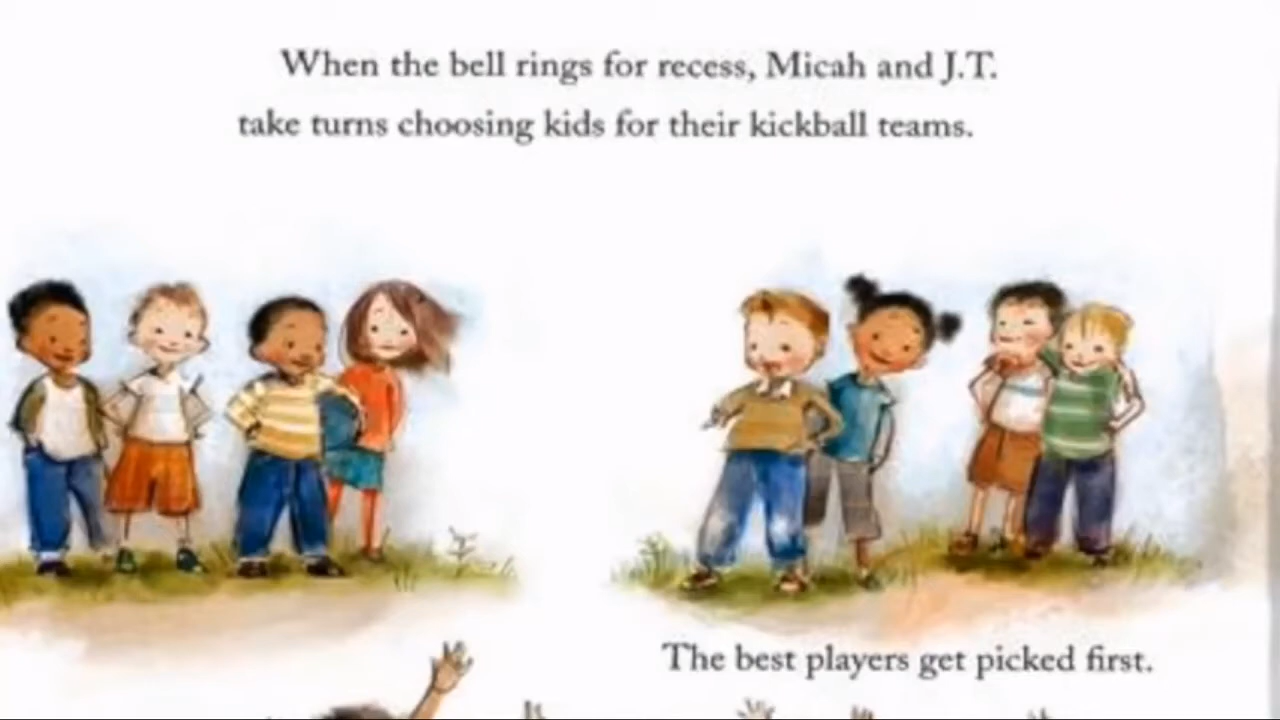 When the bell rings for recess, Micah and J.T.
take turns choosing kids for their kickball teams.
The best players get picked first.